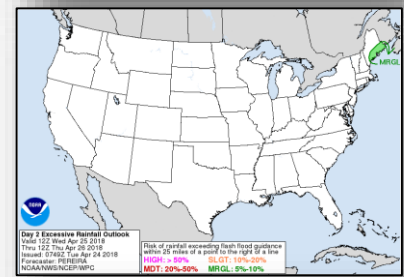 MRGL
NOAA
Day 2 Excessive Rainfall Outlook
Valid 12Z Wed Apr 25 2018
Thru 12Z Thu Apr 26 2018
Issued: 0749Z Tue Apr 24 2018
Forecaster: PEREIRA
NOAA/NWS/NCEP/WPC
Risk of rainfall exceeding flash flood guidance
within 25 miles of a point to the right of a line
HIGH: > 50% SLGT: 10%-20%
MDT: 20%-50% MRGL: 5%-10%